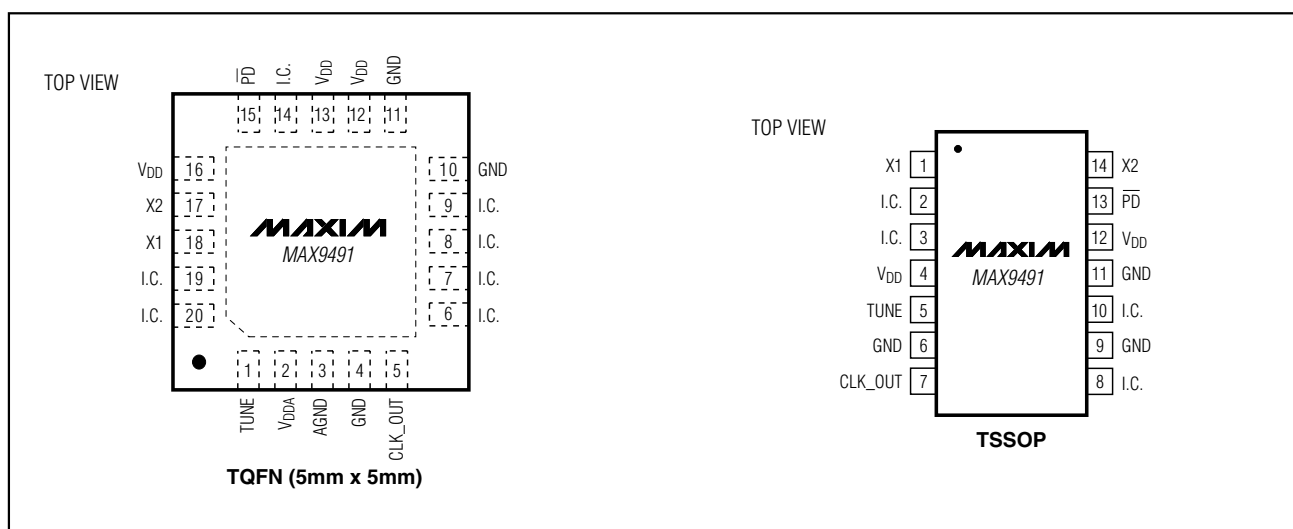 TOP VIEW
P̅D̅ I.C. VDD VDD GND
15 14 13 12 11
VDD 16
X2 17
X1 18
I.C. 19
I.C. 20
MAXIM
MAX9491
10 GND
9 I.C.
8 I.C.
7 I.C.
6 I.C.
1 2 3 4 5
TUNE VDDA AGND GND CLK_OUT
TQFN (5mm x 5mm)
TOP VIEW
X1 1
I.C. 2
I.C. 3
VDD 4
TUNE 5
GND 6
CLK_OUT 7
MAXIM
MAX9491
14 X2
13 P̅D̅
12 VDD
11 GND
10 I.C.
9 GND
8 I.C.
TSSOP